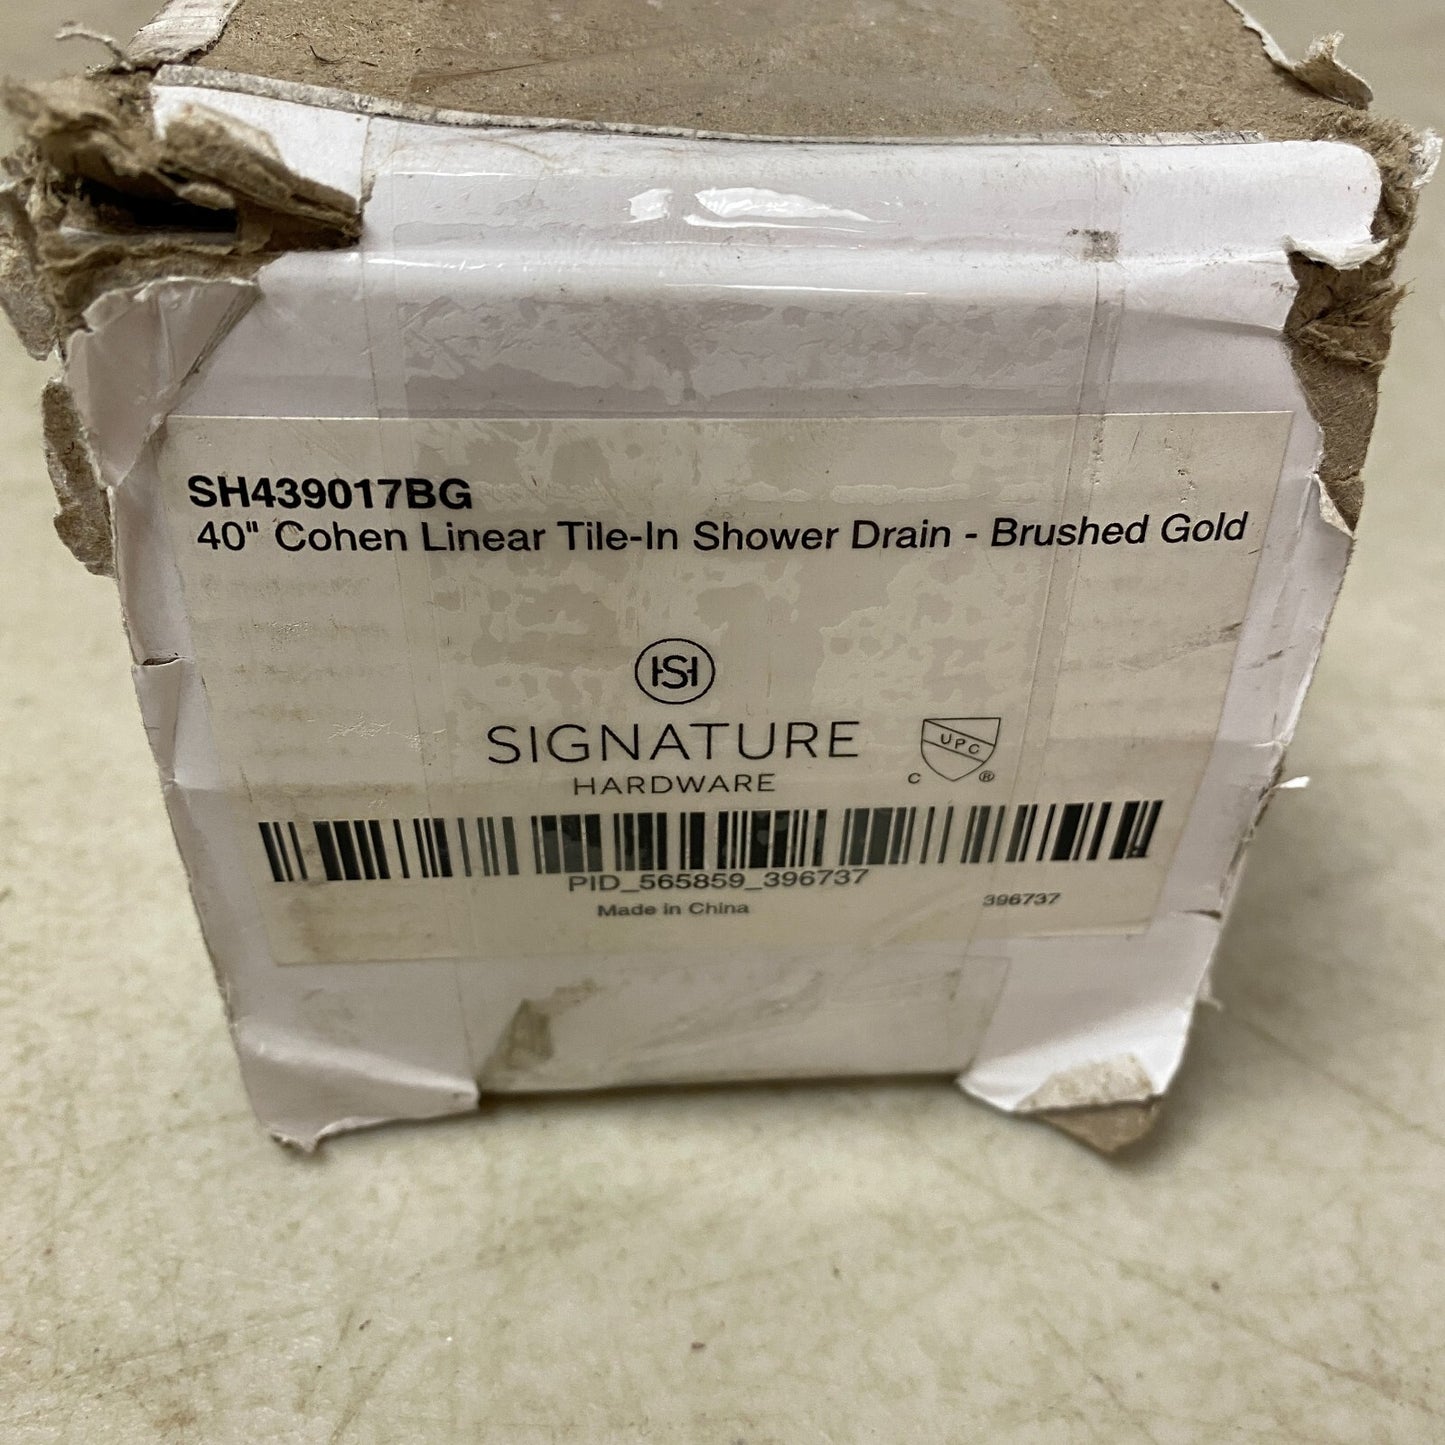 SH439017BG
40" Cohen Linear Tile-In Shower Drain - Brushed Gold
SIGNATURE
HARDWARE
UPC
C ®
PID_565859_396737
Made in China
396737